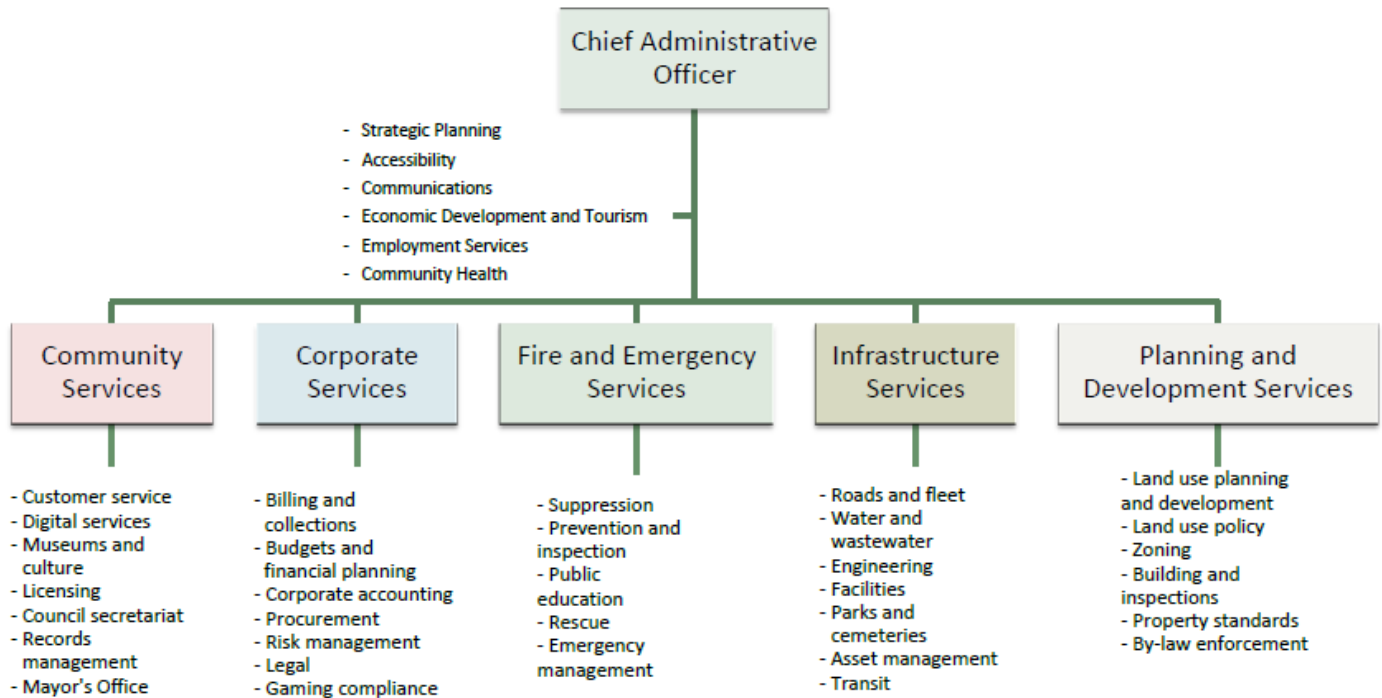 Chief Administrative
Officer
- Strategic Planning
- Accessibility
- Communications
- Economic Development and Tourism
- Employment Services
- Community Health
Community
Services
- Customer service
- Digital services
- Museums and
culture
- Licensing
- Council secretariat
- Records
management
- Mayor's Office
Corporate
Services
- Billing and
collections
- Budgets and
financial planning
- Corporate accounting
- Procurement
- Risk management
- Legal
- Gaming compliance
Fire and Emergency
Services
- Suppression
- Prevention and
inspection
- Public
education
- Rescue
- Emergency
management
Infrastructure
Services
- Roads and fleet
- Water and
wastewater
- Engineering
- Facilities
- Parks and
cemeteries
- Asset management
- Transit
Planning and
Development Services
- Land use planning
and development
- Land use policy
- Zoning
- Building and
inspections
- Property standards
- By-law enforcement